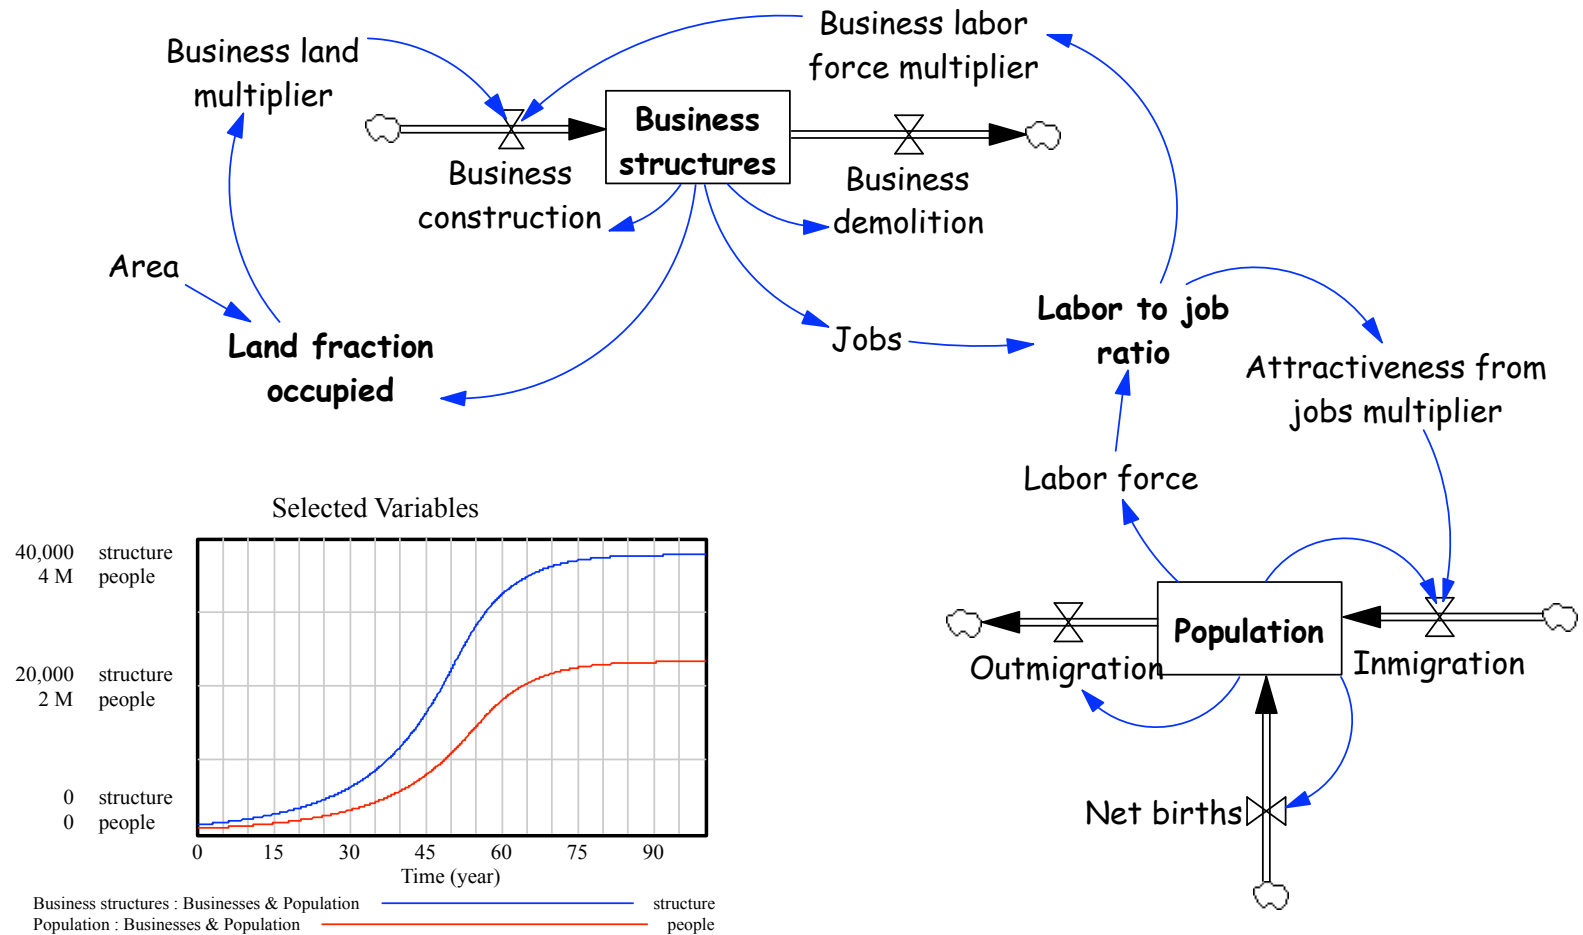 Business land
multiplier
Business labor
force multiplier
Business
structures
Business
construction
Business
demolition
Area
Land fraction
occupied
Jobs
Labor to job
ratio
Attractiveness from
jobs multiplier
Labor force
Population
Outmigration
Inmigration
Net births
Selected Variables
40,000 structure
4 M people
20,000 structure
2 M people
0 structure
0 people
0 15 30 45 60 75 90
Time (year)
Business structures : Businesses & Population structure
Population : Businesses & Population people